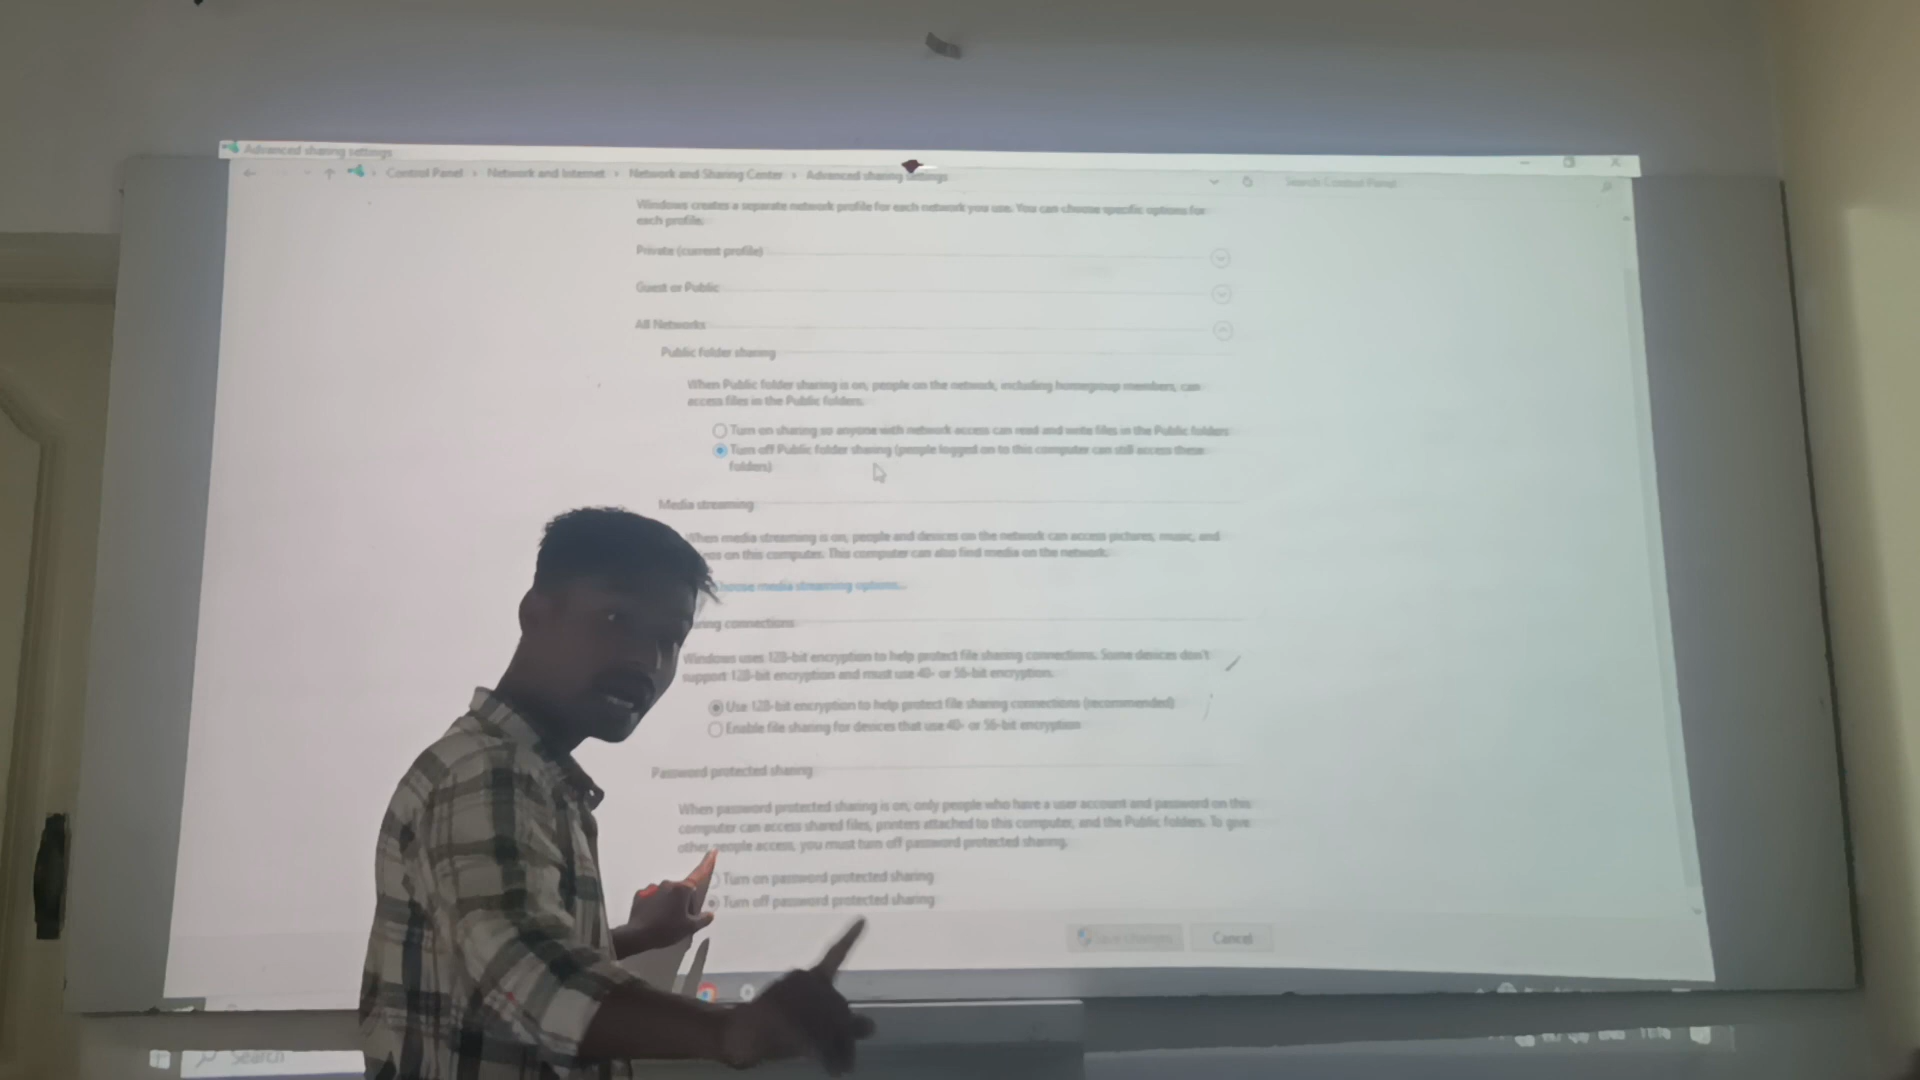 Advanced sharing settings
Control Panel > Network and Internet > Network and Sharing Center > Advanced sharing settings
Search Control Panel
Windows creates a separate network profile for each network you use. You can choose specific options for
each profile.
Private (current profile)
Guest or Public
All Networks
Public folder sharing
When Public folder sharing is on, people on the network, including homegroup members, can
access files in the Public folders.
Turn on sharing so anyone with network access can read and write files in the Public folders
Turn off Public folder sharing (people logged on to this computer can still access these
folders)
Media streaming
When media streaming is on, people and devices on the network can access pictures, music, and
on this computer. This computer can also find media on the network.
hoose media streaming options...
connections
Windows uses 128-bit encryption to help protect file sharing connections. Some devices don't
support 128-bit encryption and must use 40- or 56-bit encryption.
Use 128-bit encryption to help protect file sharing connections (recommended)
Enable file sharing for devices that use 40- or 56-bit encryption
Password protected sharing
When password protected sharing is on, only people who have a user account and password on this
computer can access shared files, printers attached to this computer, and the Public folders. To give
other people access, you must turn off password protected sharing.
Turn on password protected sharing
Turn off password protected sharing
Save changes
Cancel
Search